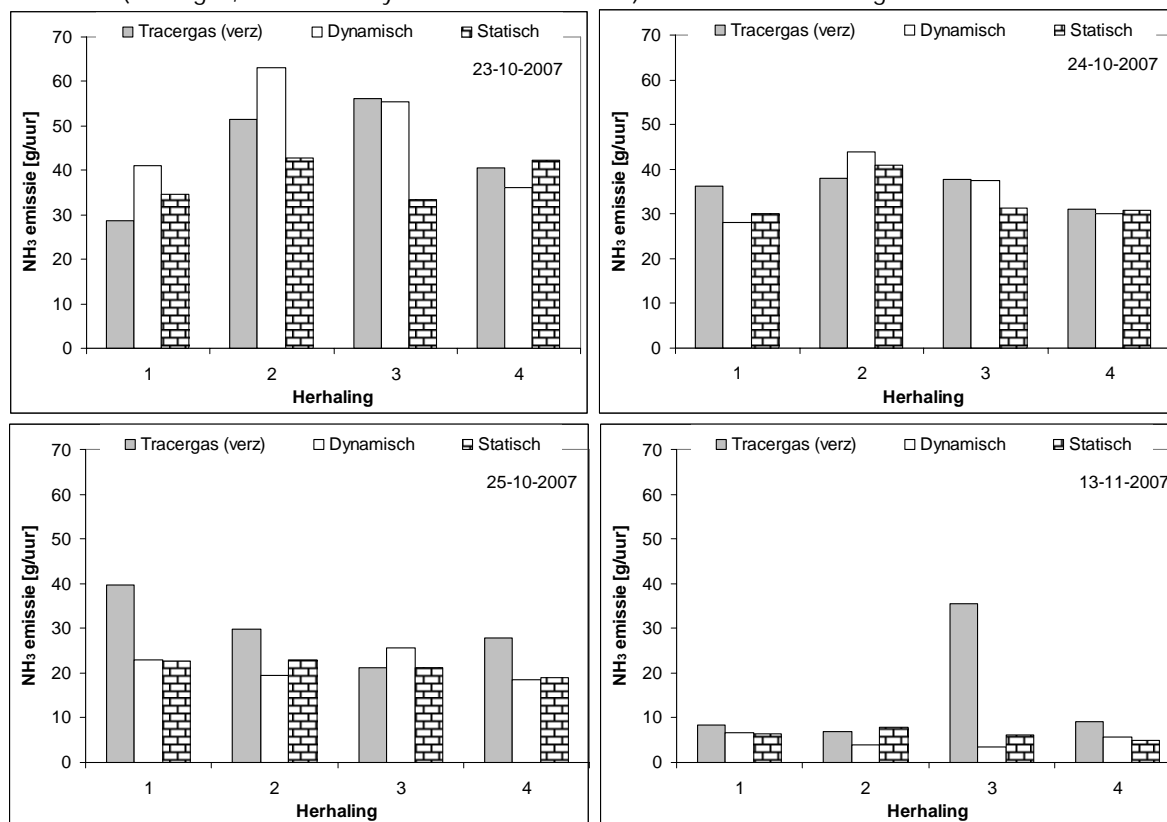 Tracergas (verz) Dynamisch Statisch
23-10-2007
NH₃ emissie [g/uur]
70
60
50
40
30
20
10
0
1 2 3 4
Herhaling
Tracergas (verz) Dynamisch Statisch
24-10-2007
NH₃ emissie [g/uur]
70
60
50
40
30
20
10
0
1 2 3 4
Herhaling
Tracergas (verz) Dynamisch Statisch
25-10-2007
NH₃ emissie [g/uur]
70
60
50
40
30
20
10
0
1 2 3 4
Herhaling
Tracergas (verz) Dynamisch Statisch
13-11-2007
NH₃ emissie [g/uur]
70
60
50
40
30
20
10
0
1 2 3 4
Herhaling